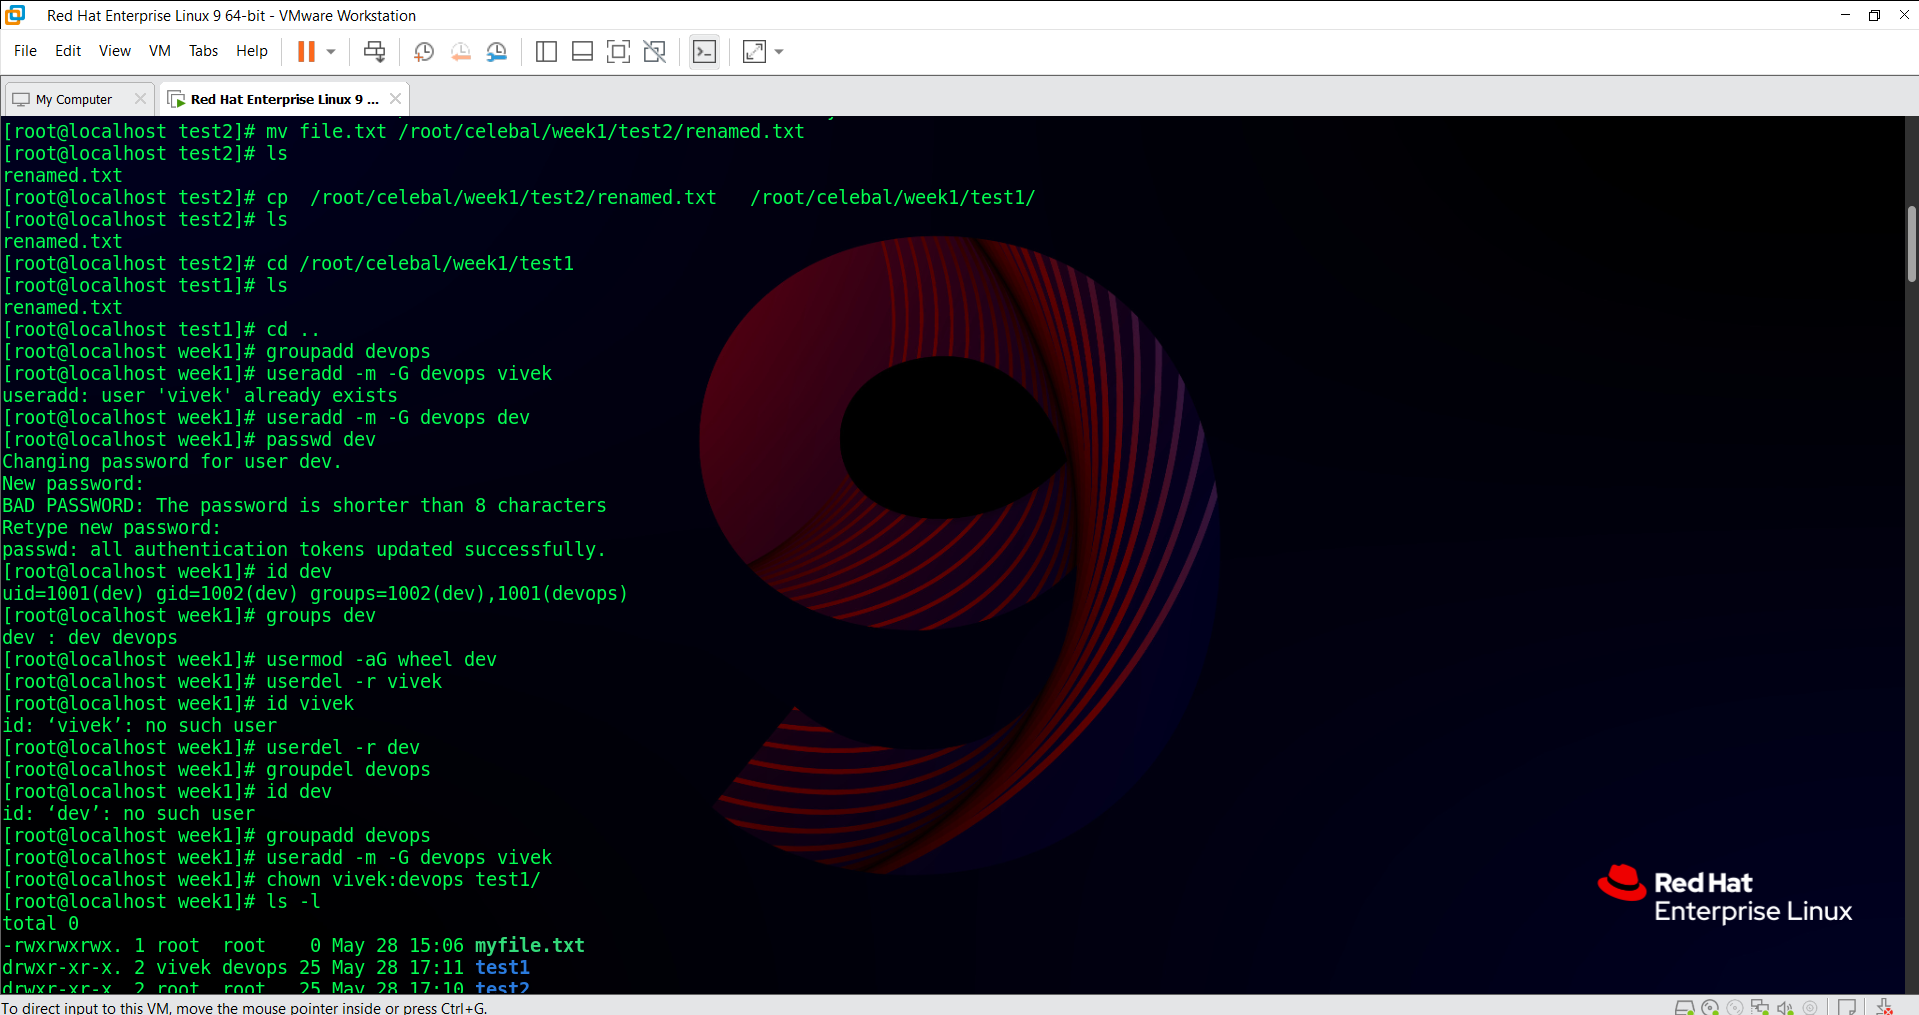 Red Hat Enterprise Linux 9 64-bit - VMware Workstation
File Edit View VM Tabs Help
My Computer
Red Hat Enterprise Linux 9 ...
[root@localhost test2]# mv file.txt /root/celebal/week1/test2/renamed.txt
[root@localhost test2]# ls
renamed.txt
[root@localhost test2]# cp  /root/celebal/week1/test2/renamed.txt   /root/celebal/week1/test1/
[root@localhost test2]# ls
renamed.txt
[root@localhost test2]# cd /root/celebal/week1/test1
[root@localhost test1]# ls
renamed.txt
[root@localhost test1]# cd ..
[root@localhost week1]# groupadd devops
[root@localhost week1]# useradd -m -G devops vivek
useradd: user 'vivek' already exists
[root@localhost week1]# useradd -m -G devops dev
[root@localhost week1]# passwd dev
Changing password for user dev.
New password:
BAD PASSWORD: The password is shorter than 8 characters
Retype new password:
passwd: all authentication tokens updated successfully.
[root@localhost week1]# id dev
uid=1001(dev) gid=1002(dev) groups=1002(dev),1001(devops)
[root@localhost week1]# groups dev
dev : dev devops
[root@localhost week1]# usermod -aG wheel dev
[root@localhost week1]# userdel -r vivek
[root@localhost week1]# id vivek
id: ‘vivek’: no such user
[root@localhost week1]# userdel -r dev
[root@localhost week1]# groupdel devops
[root@localhost week1]# id dev
id: ‘dev’: no such user
[root@localhost week1]# groupadd devops
[root@localhost week1]# useradd -m -G devops vivek
[root@localhost week1]# chown vivek:devops test1/
[root@localhost week1]# ls -l
total 0
-rwxrwxrwx. 1 root  root    0 May 28 15:06 myfile.txt
drwxr-xr-x. 2 vivek devops 25 May 28 17:11 test1
drwxr-xr-x. 2 root  root   25 May 28 17:10 test2
Red Hat
Enterprise Linux
To direct input to this VM, move the mouse pointer inside or press Ctrl+G.